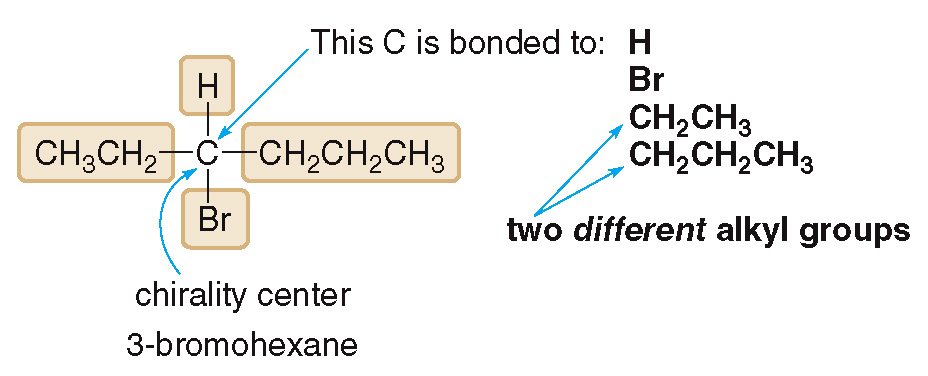 This C is bonded to: H
Br
CH₂CH₃
CH₂CH₂CH₃
two different alkyl groups
H
CH₃CH₂—C—CH₂CH₂CH₃
Br
chirality center
3-bromohexane